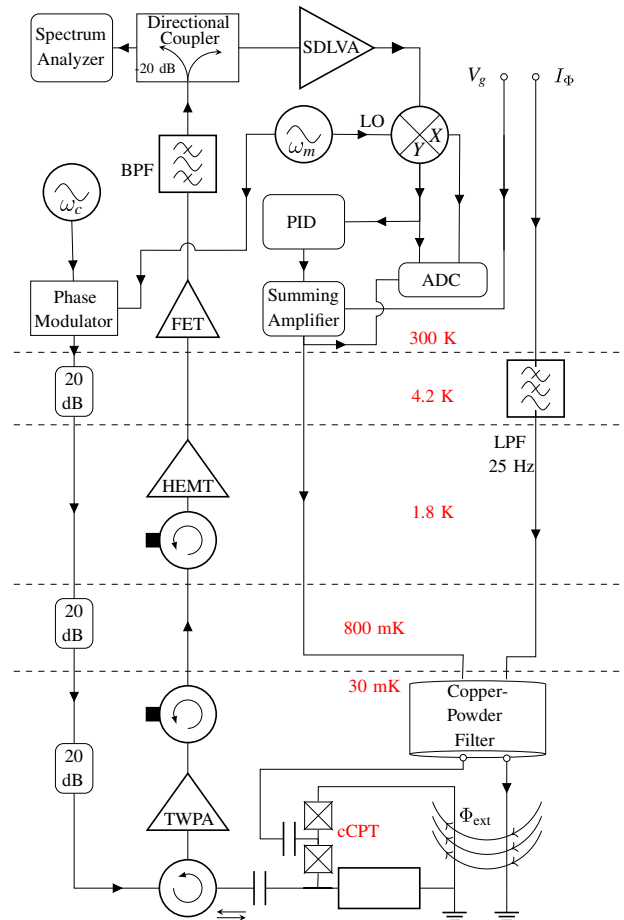 Spectrum
Analyzer
Directional
Coupler
-20 dB
SDLVA
V_g
I_Φ
LO
ω_m
X
Y
BPF
ω_c
PID
ADC
Phase
Modulator
FET
Summing
Amplifier
300 K
20
dB
4.2 K
LPF
25 Hz
HEMT
1.8 K
20
dB
800 mK
30 mK
Copper-
Powder
Filter
20
dB
TWPA
cCPT
Φ_ext